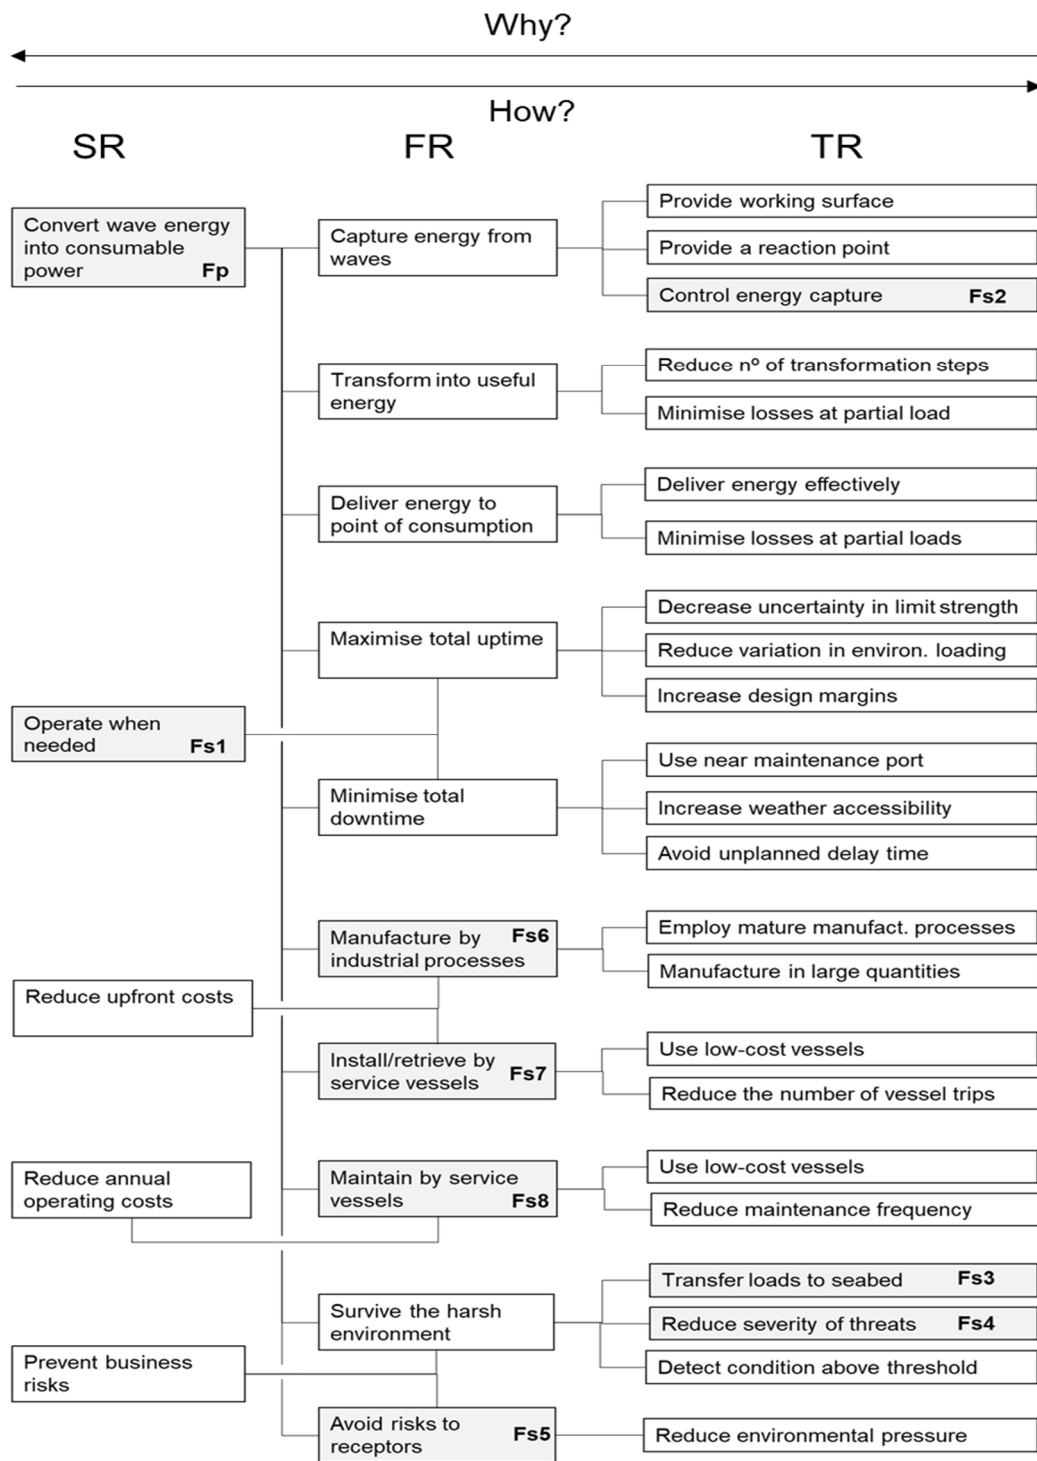 Why?
How?
SR
FR
TR
Convert wave energy
into consumable
power Fp
Capture energy from
waves
Provide working surface
Provide a reaction point
Control energy capture Fs2
Transform into useful
energy
Reduce nº of transformation steps
Minimise losses at partial load
Deliver energy to
point of consumption
Deliver energy effectively
Minimise losses at partial loads
Maximise total uptime
Decrease uncertainty in limit strength
Reduce variation in environ. loading
Increase design margins
Operate when
needed Fs1
Minimise total
downtime
Use near maintenance port
Increase weather accessibility
Avoid unplanned delay time
Manufacture by Fs6
industrial processes
Employ mature manufact. processes
Manufacture in large quantities
Reduce upfront costs
Install/retrieve by
service vessels Fs7
Use low-cost vessels
Reduce the number of vessel trips
Reduce annual
operating costs
Maintain by service
vessels Fs8
Use low-cost vessels
Reduce maintenance frequency
Survive the harsh
environment
Transfer loads to seabed Fs3
Reduce severity of threats Fs4
Detect condition above threshold
Prevent business
risks
Avoid risks to
receptors Fs5
Reduce environmental pressure